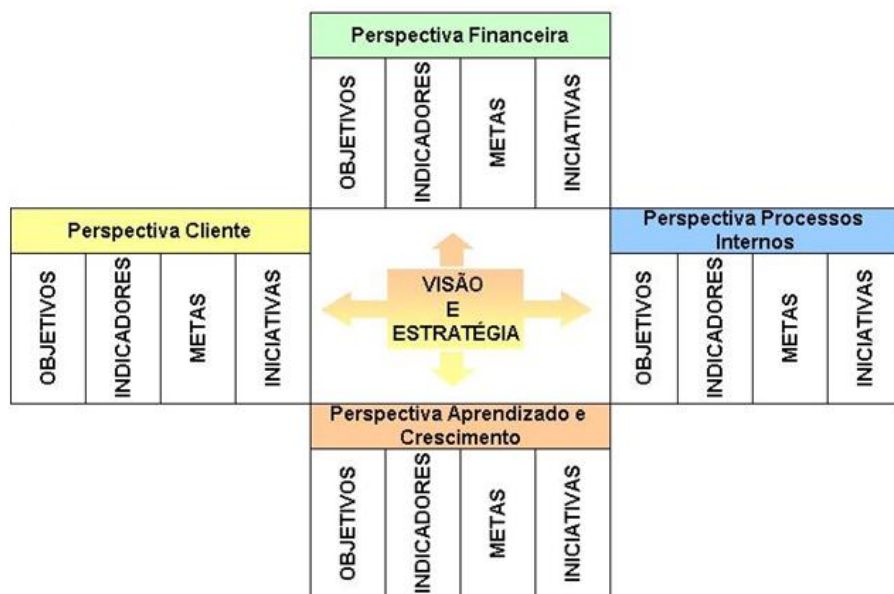 Perspectiva Financeira
OBJETIVOS
INDICADORES
METAS
INICIATIVAS
Perspectiva Cliente
OBJETIVOS
INDICADORES
METAS
INICIATIVAS
VISÃO
E
ESTRATÉGIA
Perspectiva Processos
Internos
OBJETIVOS
INDICADORES
METAS
INICIATIVAS
Perspectiva Aprendizado e
Crescimento
OBJETIVOS
INDICADORES
METAS
INICIATIVAS